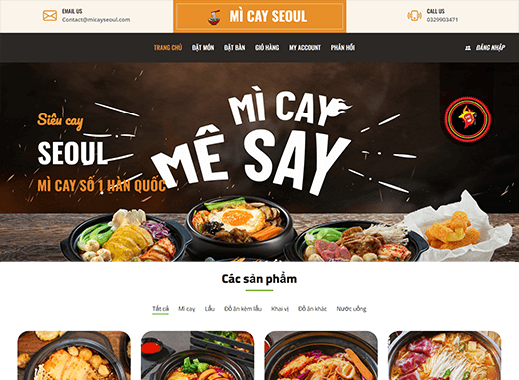 EMAIL US
Contact@micayseoul.com
MÌ CAY SEOUL
CALL US
0329903471
TRANG CHỦ ĐẶT MÓN ĐẶT BÀN GIỎ HÀNG MY ACCOUNT PHẢN HỒI
ĐĂNG NHẬP
Siêu cay
SEOUL
MÌ CAY SỐ 1 HÀN QUỐC
MÌ CAY
MÊ SAY
Các sản phẩm
Tất cả Mì cay Lẩu Đồ ăn kèm lẩu Khai vị Đồ ăn khác Nước uống